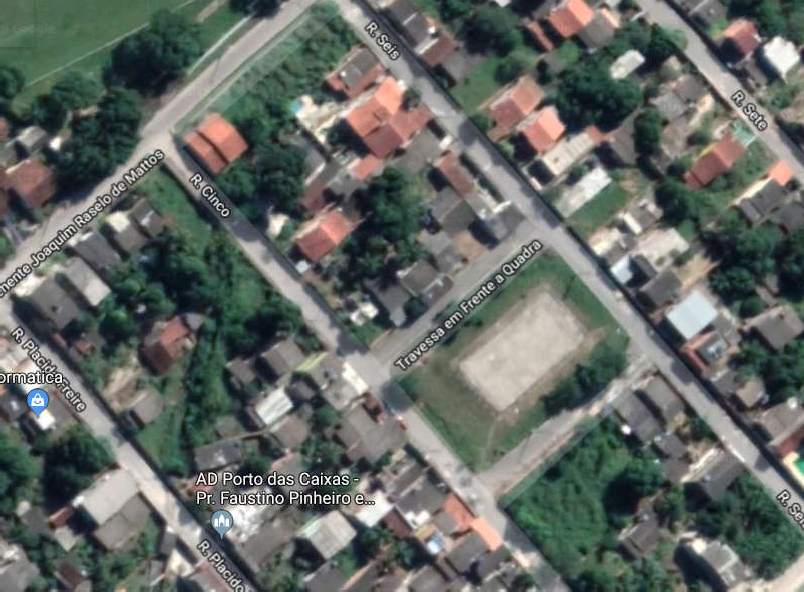 R. Seis
R. Sete
nente Joaquim Raselo de Mattos
R. Cinco
Travessa em Frente a Quadra
R. Placido Freire
ormatica
AD Porto das Caixas -
Pr. Faustino Pinheiro e...
R. Placido
R. Se